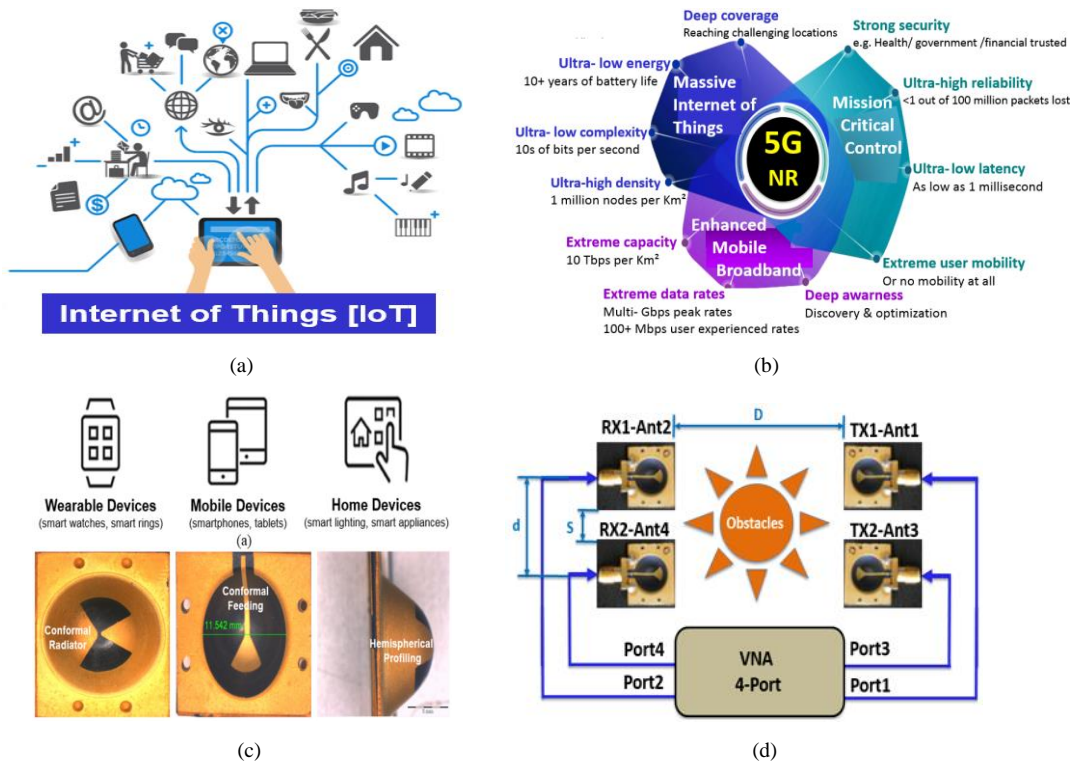 @
$
Internet of Things [IoT]
(a)
Deep coverage
Reaching challenging locations
Ultra- low energy
10+ years of battery life
Ultra- low complexity
10s of bits per second
Ultra-high density
1 million nodes per Km²
Massive
Internet of
Things
Strong security
e.g. Health/ government /financial trusted
Ultra-high reliability
<1 out of 100 million packets lost
Mission
Critical
Control
Ultra- low latency
As low as 1 millisecond
5G
NR
Enhanced
Mobile
Broadband
Extreme capacity
10 Tbps per Km²
Extreme data rates
Multi- Gbps peak rates
100+ Mbps user experienced rates
Extreme user mobility
Or no mobility at all
Deep awarness
Discovery & optimization
(b)
Wearable Devices
(smart watches, smart rings)
Mobile Devices
(smartphones, tablets)
Home Devices
(smart lighting, smart appliances)
(a)
Conformal
Radiator
Conformal
Feeding
11.542 mm
Hemispherical
Profiling
(c)
D
RX1-Ant2
TX1-Ant1
d
S
Obstacles
RX2-Ant4
TX2-Ant3
Port4
Port2
VNA
4-Port
Port3
Port1
(d)